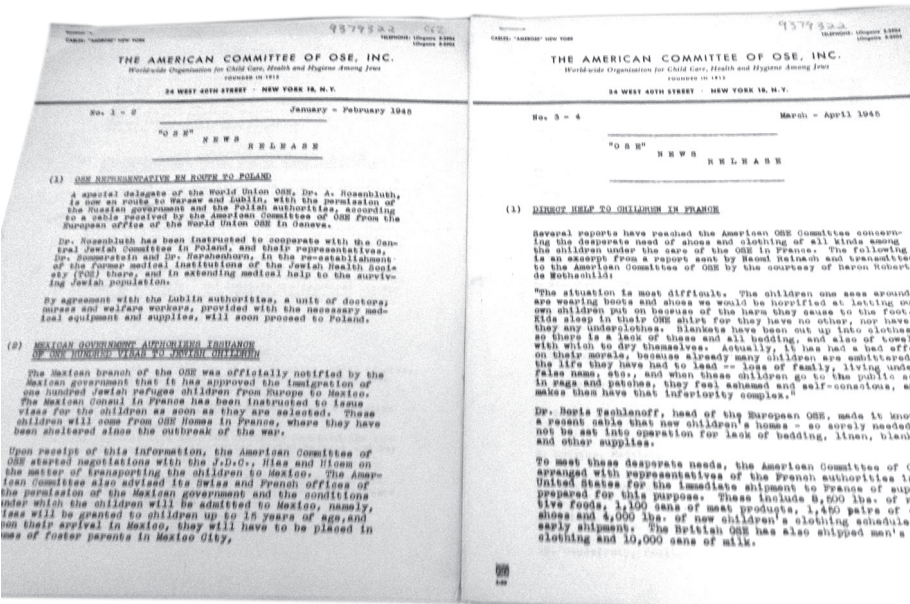 9379322
CABLES: "AMEROSE" NEW YORK
TELEPHONE:
THE AMERICAN COMMITTEE OF OSE, INC.
World-wide Organization for Child Care, Health and Hygiene Among Jews
FOUNDED IN 1912
24 WEST 40TH STREET · NEW YORK 18, N.Y.
No. 1 - 2 January - February 1945
"O S E"
N E W S
R E L E A S E
(1) OSE REPRESENTATIVE EN ROUTE TO POLAND
A special delegate of the World Union OSE, Dr. A. Rosenbluth,
is now en route to Warsaw and Lublin, with the permission of
the Russian government and the Polish authorities, according
to a cable received by the American Committee of OSE from the
European office of the World Union OSE in Geneva.
Dr. Rosenbluth has been instructed to cooperate with the Cen-
tral Jewish Committee in Poland, and their representatives,
Dr. Sommerstein and Dr. Hershenhorn, in the re-establishment
of the former medical institutions of the Jewish Health Soci-
ety (TOZ) there, and in extending medical help to the surviv-
ing Jewish population.
By agreement with the Lublin authorities, a unit of doctors,
nurses and welfare workers, provided with the necessary med-
ical equipment and supplies, will soon proceed to Poland.
(2) MEXICAN GOVERNMENT AUTHORIZES ISSUANCE
OF ONE HUNDRED VISAS TO JEWISH CHILDREN
The Mexican branch of the OSE was officially notified by the
Mexican government that it has approved the immigration of
one hundred Jewish refugee children from Europe to Mexico.
The Mexican Consul in France has been instructed to issue
visas for the children as soon as they are selected. These
children will come from OSE Homes in France, where they have
been sheltered since the outbreak of the war.
Upon receipt of this information, the American Committee of
OSE started negotiations with the J.D.C., Hias and Hicem on
the matter of transporting the children to Mexico. The Amer-
ican Committee also advised its Swiss and French offices of
the permission of the Mexican government and the conditions
under which the children will be admitted to Mexico, namely,
isas will be granted to children up to 15 years of age, and
pon their arrival in Mexico, they will have to be placed in
mes of foster parents in Mexico City,
9379322
CABLES: "AMEROSE" NEW YORK
TELEPHONE:
THE AMERICAN COMMITTEE OF OSE, INC.
World-wide Organization for Child Care, Health and Hygiene Among Jews
FOUNDED IN 1912
24 WEST 40TH STREET · NEW YORK 18, N.Y.
No. 3 - 4 March - April 1945
"O S E"
N E W S
R E L E A S E
(1) DIRECT HELP TO CHILDREN IN FRANCE
Several reports have reached the American OSE Committee concern-
ing the desperate need of shoes and clothing of all kinds among
the children under the care of the OSE in France. The following
is an excerpt from a report sent by Naomi Reinach and transmitted
to the American Committee of OSE by the courtesy of Baron Robert
de Rothschild:
"The situation is most difficult. The children one sees around
are wearing boots and shoes we would be horrified at letting ou
own children put on because of the harm they cause to the foot.
Kids sleep in their ONE shirt for they have no other, nor have
they any underclothes. Blankets have been cut up into clothes
so there is a lack of these and all bedding, and also of towel
with which to dry themselves. Actually, it has had a bad effe
on their morale, because already many children are embittered
the life they have had to lead -- loss of family, living unde
false name, etc., and when these children go to the public s
in rags and patches, they feel ashamed and self-conscious, a
makes them have that inferiority complex."
Dr. Boris Tschlenoff, head of the European OSE, made it know
a recent cable that new children's homes - so sorely needed
not be set into operation for lack of bedding, linen, blank
and other supplies.
To meet these desperate needs, the American Committee of O
arranged with representatives of the French authorities in
United States for the immediate shipment to France of sup
prepared for this purpose. These include 8,500 lbs. of
tive foods, 1,100 cans of meat products, 1,450 pairs of
shoes and 4,000 lbs. of new children's clothing schedule
early shipment. The British OSE has also shipped men's
clothing and 10,000 cans of milk.